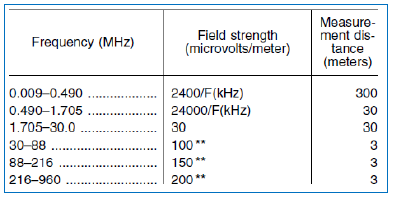 Frequency (MHz) Field strength (microvolts/meter) Measure-ment dis-tance (meters)
0.009–0.490 .................. 2400/F(kHz) 300
0.490–1.705 .................. 24000/F(kHz) 30
1.705–30.0 .................... 30 30
30–88 ............................ 100 ** 3
88–216 .......................... 150 ** 3
216–960 ........................ 200 ** 3